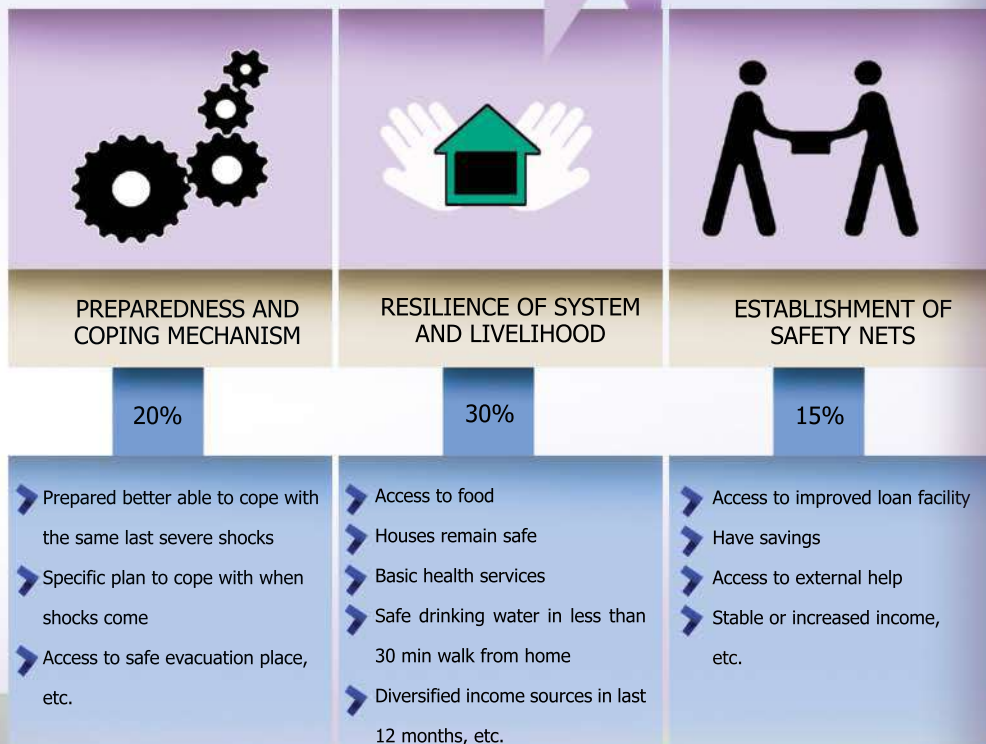 PREPAREDNESS AND
COPING MECHANISM
20%
Prepared better able to cope with
the same last severe shocks
Specific plan to cope with when
shocks come
Access to safe evacuation place,
etc.
RESILIENCE OF SYSTEM
AND LIVELIHOOD
30%
Access to food
Houses remain safe
Basic health services
Safe drinking water in less than
30 min walk from home
Diversified income sources in last
12 months, etc.
ESTABLISHMENT OF
SAFETY NETS
15%
Access to improved loan facility
Have savings
Access to external help
Stable or increased income,
etc.